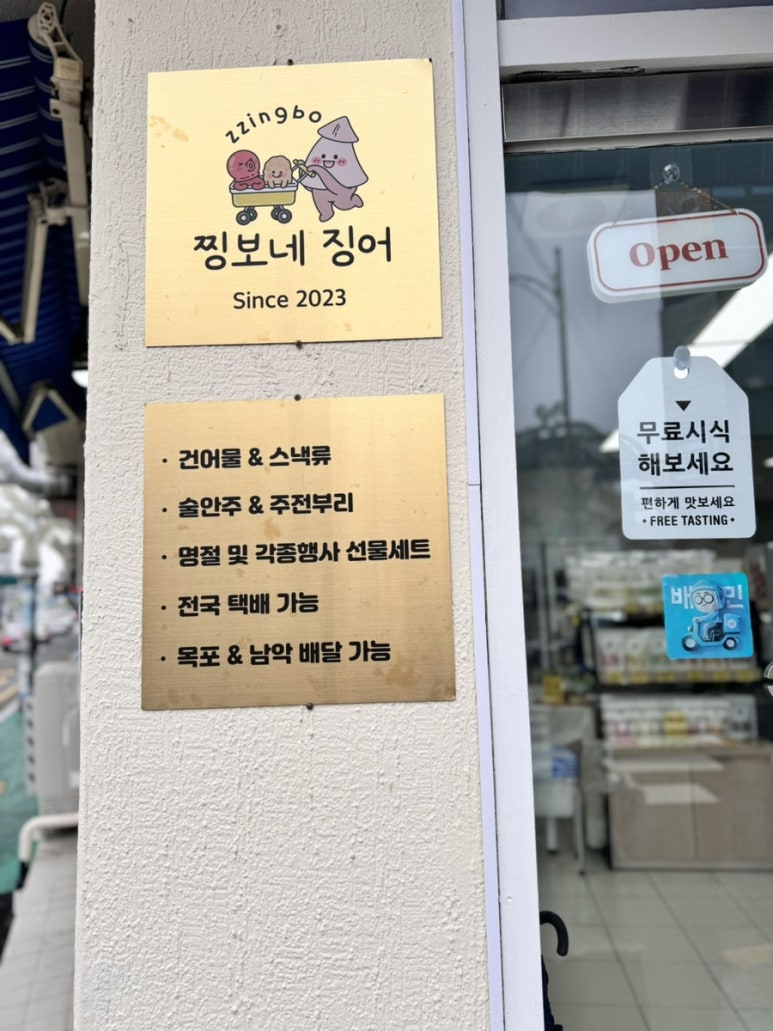 zzingbo
찡보네 징어
Since 2023
· 건어물 & 스낵류
· 술안주 & 주전부리
· 명절 및 각종행사 선물세트
· 전국 택배 가능
· 목포 & 남악 배달 가능
Open
무료시식
해보세요
편하게 맛보세요
• FREE TASTING •
배민